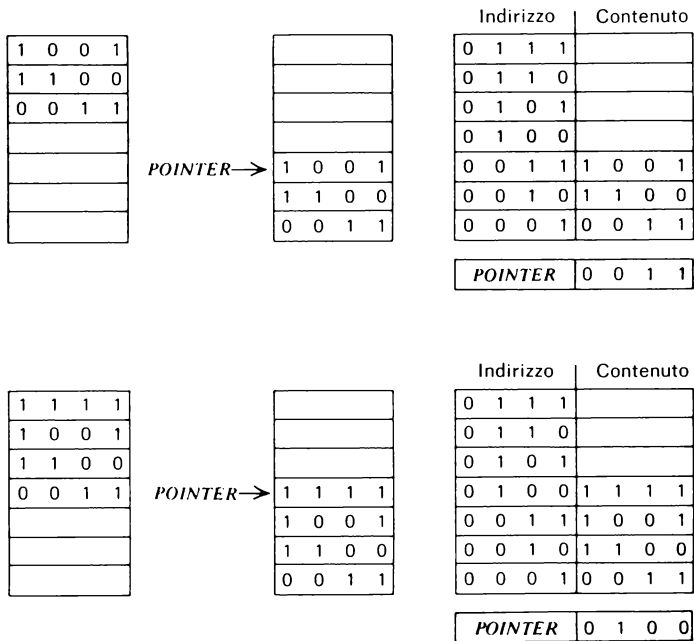 Indirizzo Contenuto
1 0 0 1 0 1 1 1
1 1 0 0 0 1 1 0
0 0 1 1 0 1 0 1
0 1 0 0
POINTER 1 0 0 1 0 0 1 1 1 0 0 1
1 1 0 0 0 0 1 0 1 1 0 0
0 0 1 1 0 0 0 1 0 0 1 1
POINTER 0 0 1 1
Indirizzo Contenuto
1 1 1 1 0 1 1 1
1 0 0 1 0 1 1 0
1 1 0 0 0 1 0 1
0 0 1 1 POINTER 1 1 1 1 0 1 0 0 1 1 1 1
1 0 0 1 0 0 1 1 1 0 0 1
1 1 0 0 0 0 1 0 1 1 0 0
0 0 1 1 0 0 0 1 0 0 1 1
POINTER 0 1 0 0